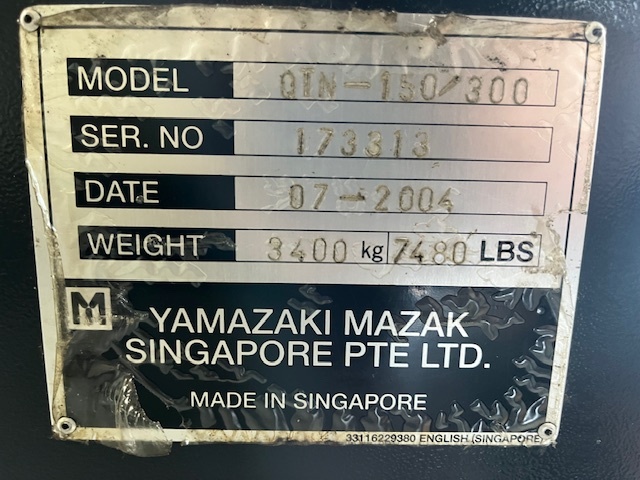 MODEL QTN-150/300
SER. NO 173313
DATE 07-2004
WEIGHT 3400 kg 7480 LBS
M
YAMAZAKI MAZAK
SINGAPORE PTE LTD.
MADE IN SINGAPORE
33116229380 ENGLISH (SINGAPORE)